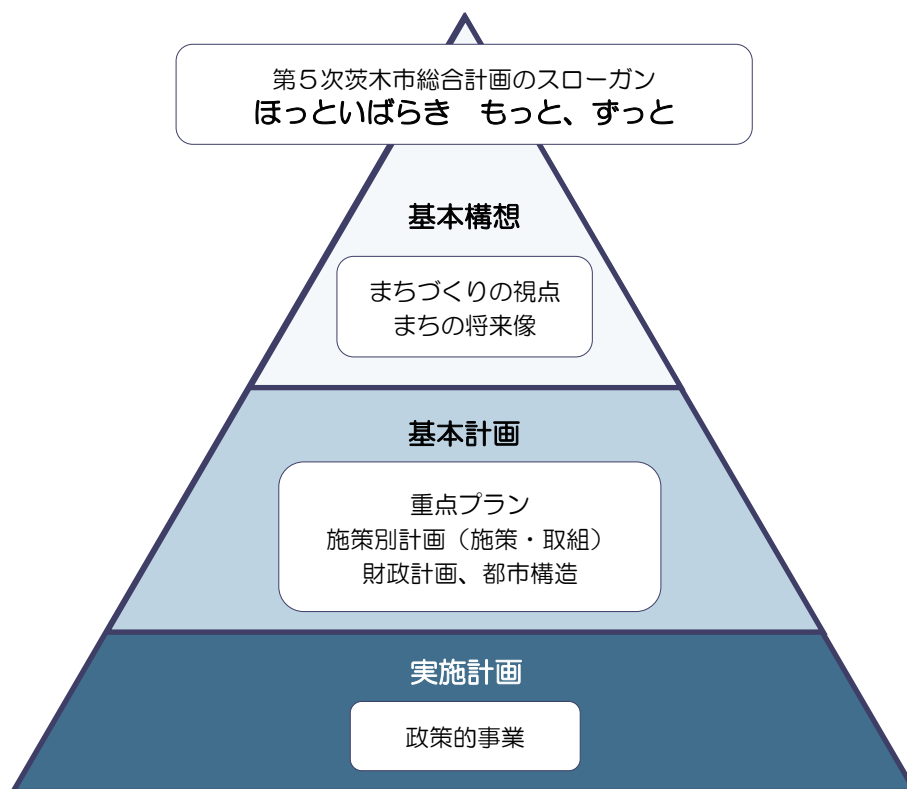 第５次茨木市総合計画のスローガン
ほっといばらき　もっと、ずっと
基本構想
まちづくりの視点
まちの将来像
基本計画
重点プラン
施策別計画（施策・取組）
財政計画、都市構造
実施計画
政策的事業